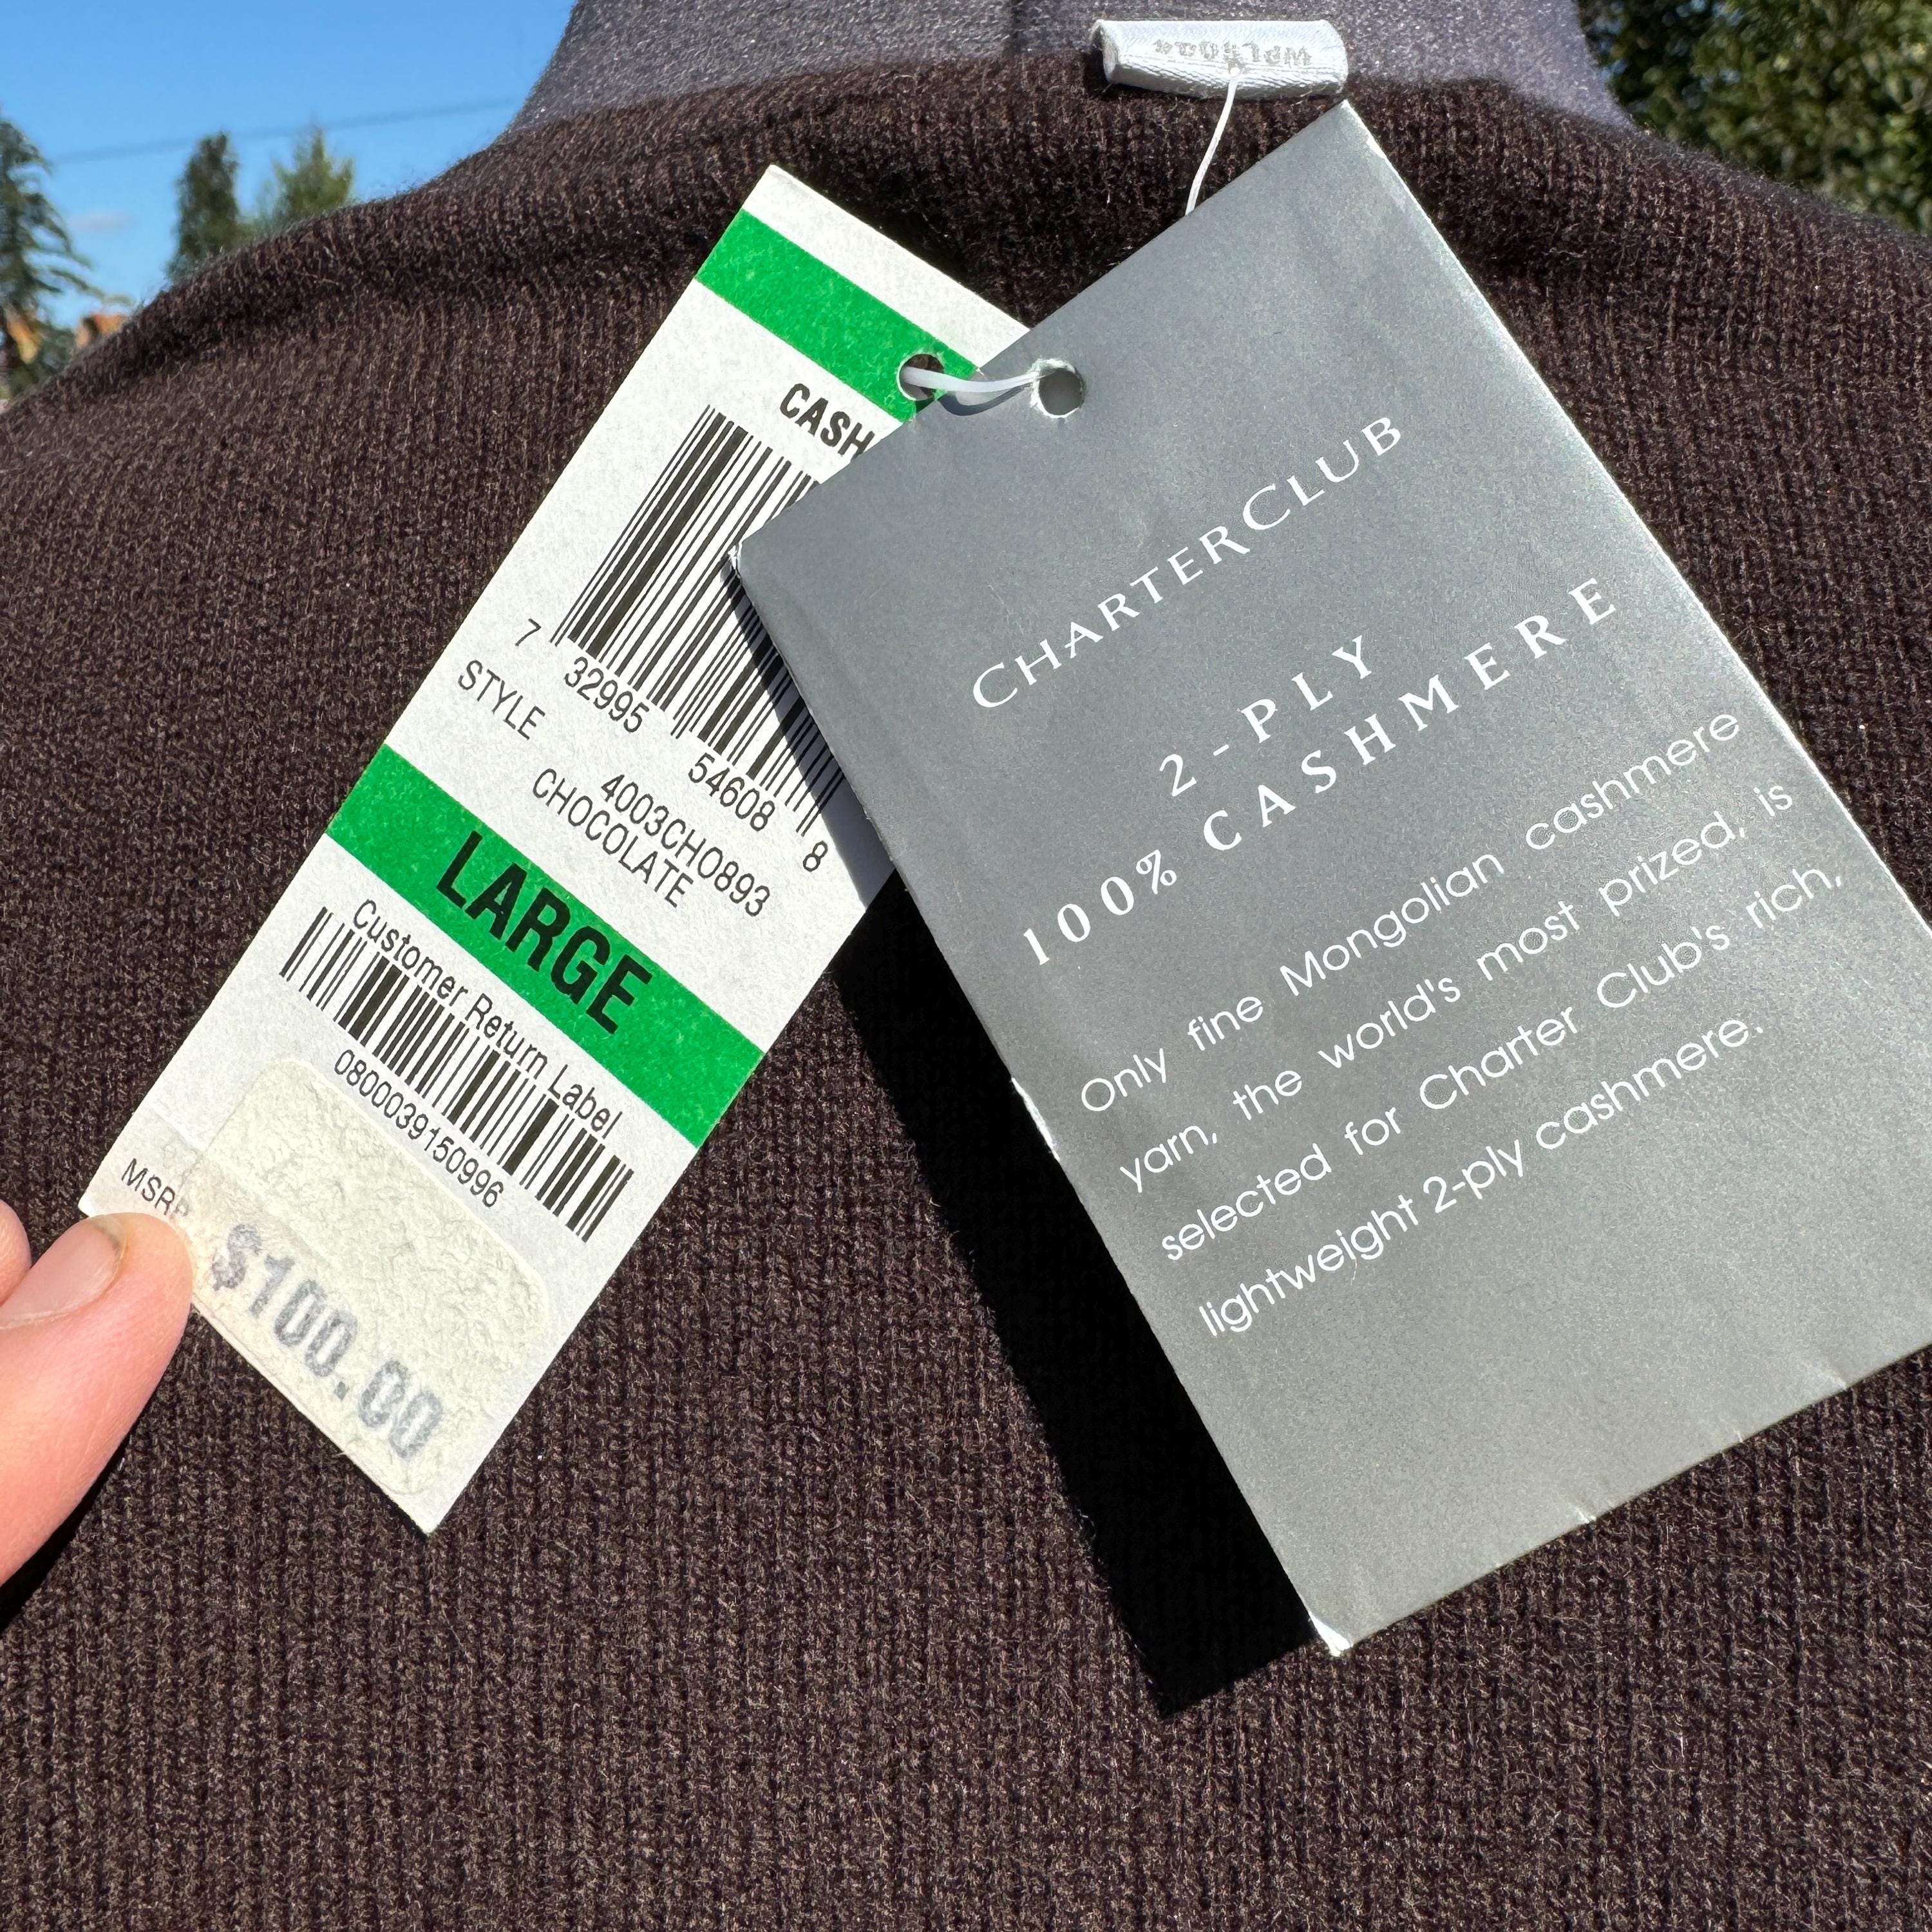 CASH
7 32995 54608 8
STYLE 4003CHO893
CHOCOLATE
LARGE
Customer Return Label
080003915099​6
MSRP
$100.00
CHARTERCLUB
2-PLY
100% CASHMERE
Only fine Mongolian cashmere
yarn, the world's most prized, is
selected for Charter Club's rich,
lightweight 2-ply cashmere.